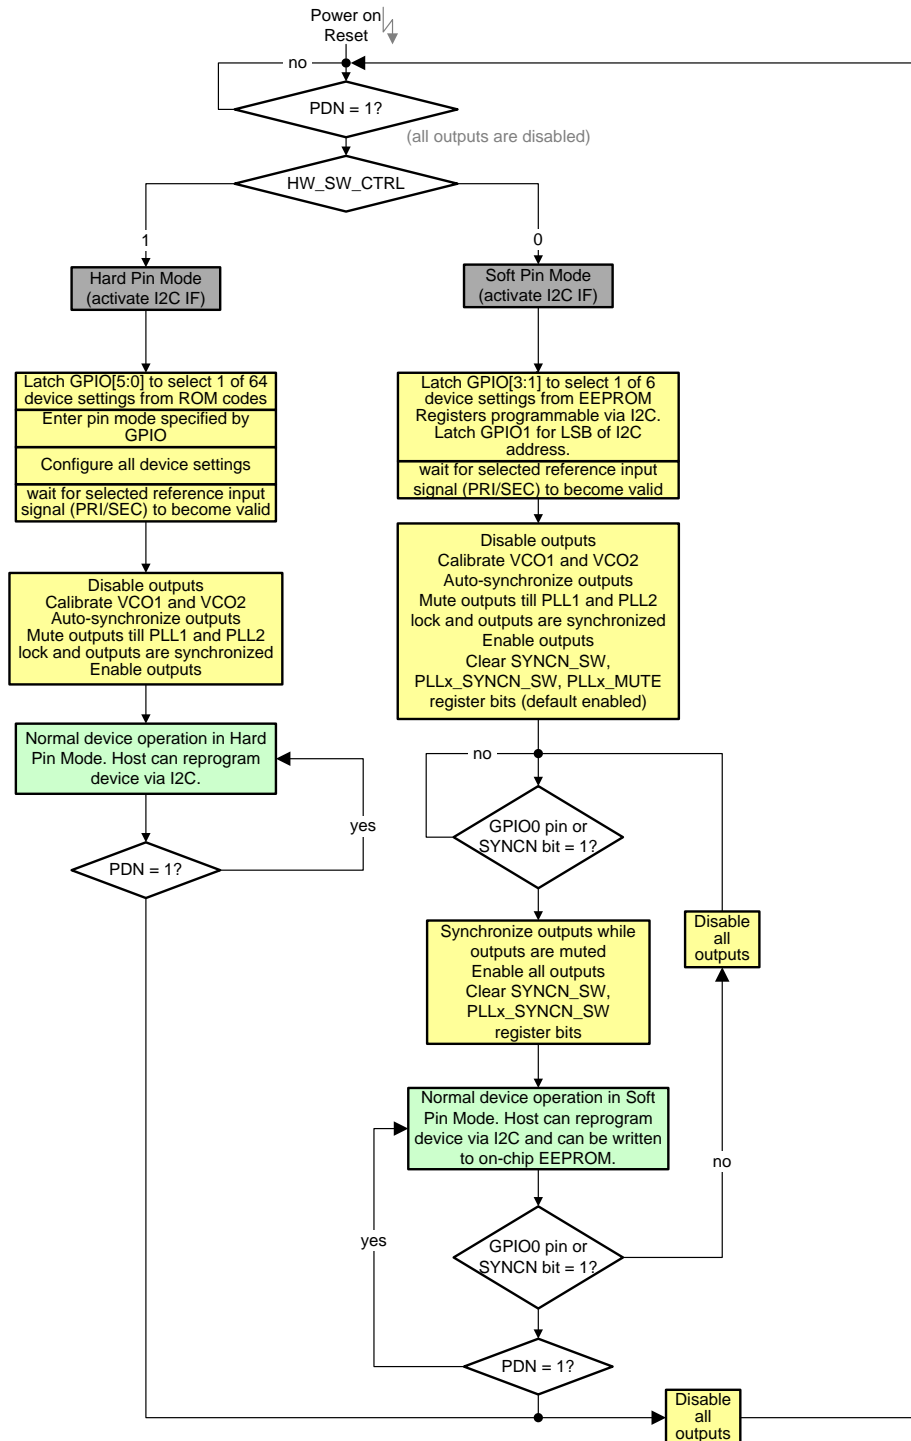 Power on
Reset
no
PDN = 1?
(all outputs are disabled)
HW_SW_CTRL
1
0
Hard Pin Mode
(activate I2C IF)
Soft Pin Mode
(activate I2C IF)
Latch GPIO[5:0] to select 1 of 64
device settings from ROM codes
Enter pin mode specified by
GPIO
Configure all device settings
wait for selected reference input
signal (PRI/SEC) to become valid
Latch GPIO[3:1] to select 1 of 6
device settings from EEPROM
Registers programmable via I2C.
Latch GPIO1 for LSB of I2C
address.
wait for selected reference input
signal (PRI/SEC) to become valid
Disable outputs
Calibrate VCO1 and VCO2
Auto-synchronize outputs
Mute outputs till PLL1 and PLL2
lock and outputs are synchronized
Enable outputs
Disable outputs
Calibrate VCO1 and VCO2
Auto-synchronize outputs
Mute outputs till PLL1 and PLL2
lock and outputs are synchronized
Enable outputs
Clear SYNCN_SW,
PLLx_SYNCN_SW, PLLx_MUTE
register bits (default enabled)
Normal device operation in Hard
Pin Mode. Host can reprogram
device via I2C.
yes
PDN = 1?
no
GPIO0 pin or
SYNCN bit = 1?
Disable
all
outputs
Synchronize outputs while
outputs are muted
Enable all outputs
Clear SYNCN_SW,
PLLx_SYNCN_SW
register bits
Normal device operation in Soft
Pin Mode. Host can reprogram
device via I2C and can be written
to on-chip EEPROM.
no
yes
GPIO0 pin or
SYNCN bit = 1?
PDN = 1?
Disable
all
outputs